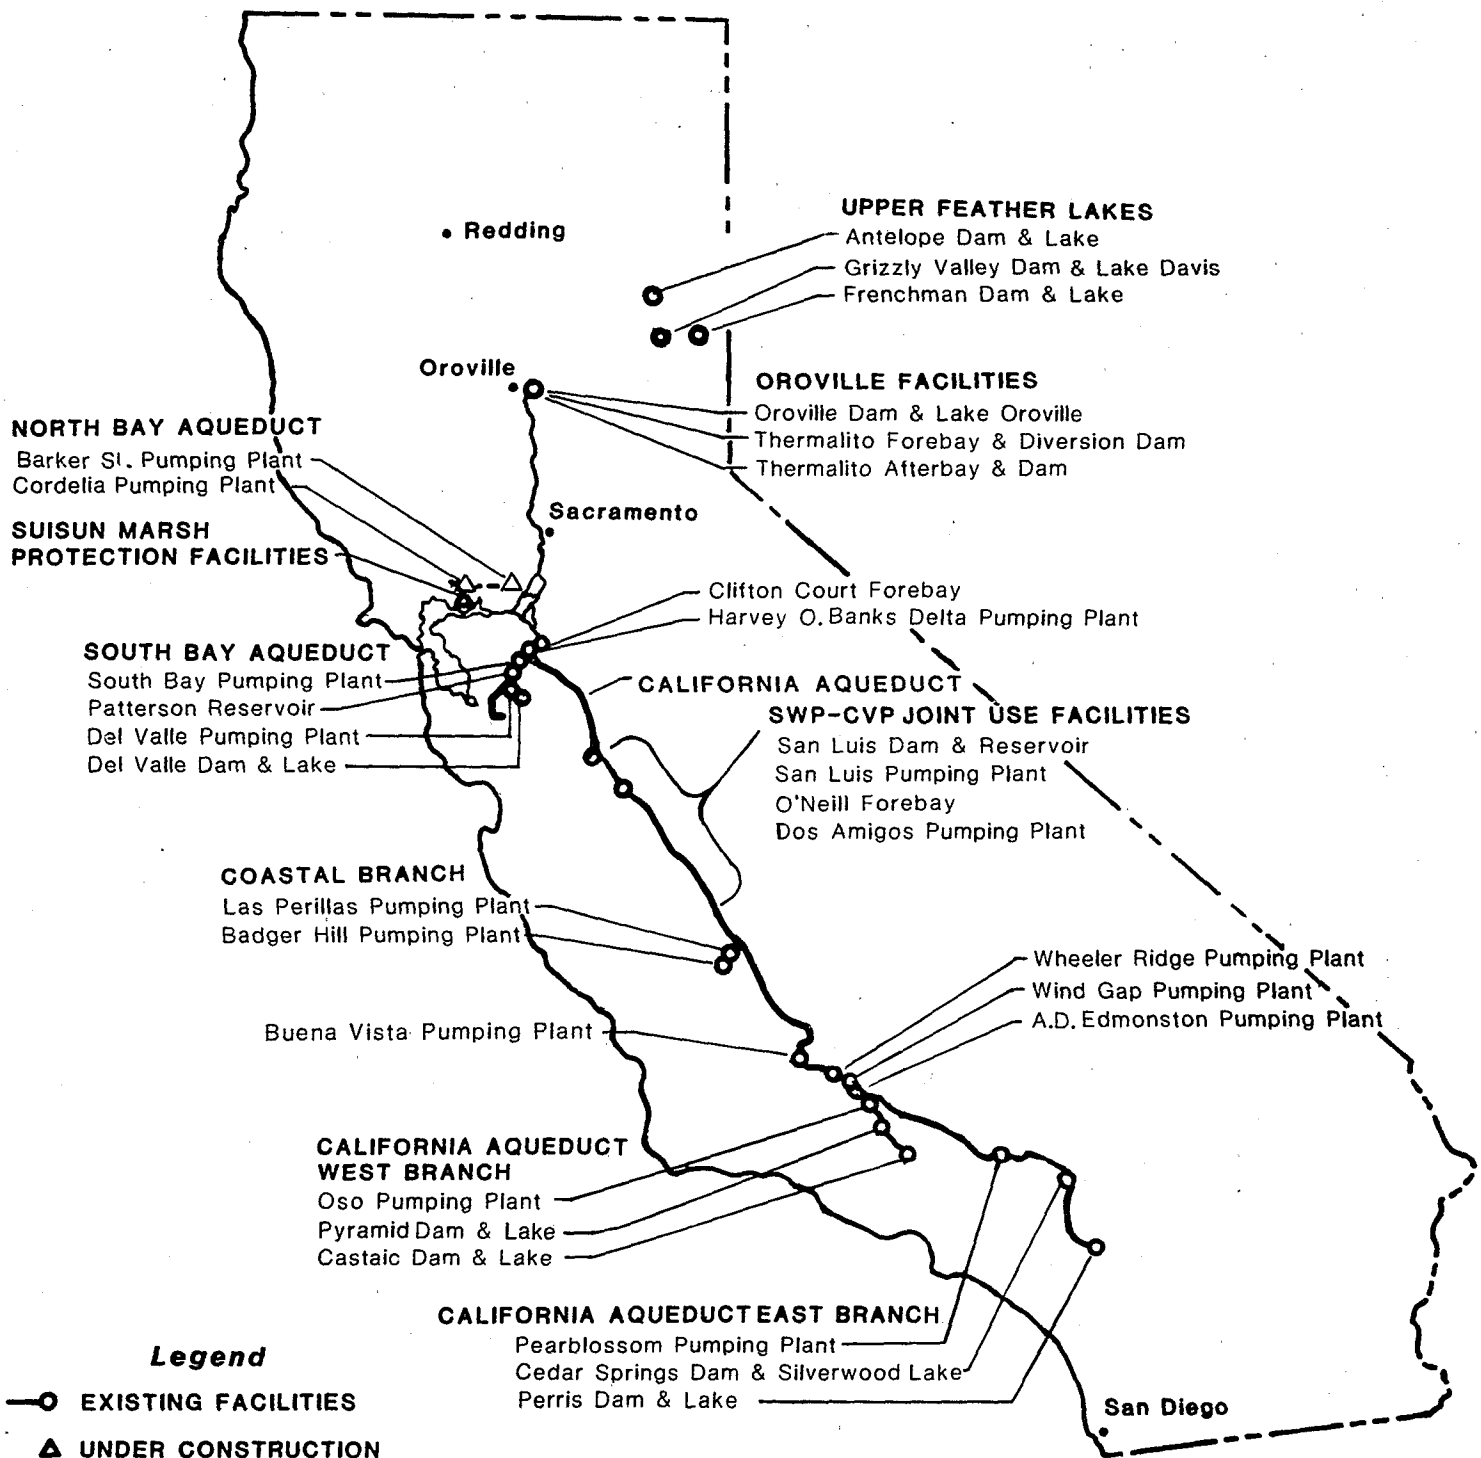 Redding
UPPER FEATHER LAKES
Antelope Dam & Lake
Grizzly Valley Dam & Lake Davis
Frenchman Dam & Lake
Oroville
OROVILLE FACILITIES
Oroville Dam & Lake Oroville
Thermalito Forebay & Diversion Dam
Thermalito Afterbay & Dam
NORTH BAY AQUEDUCT
Barker Sl. Pumping Plant
Cordelia Pumping Plant
SUISUN MARSH
PROTECTION FACILITIES
Sacramento
Clifton Court Forebay
Harvey O. Banks Delta Pumping Plant
SOUTH BAY AQUEDUCT
South Bay Pumping Plant
Patterson Reservoir
Del Valle Pumping Plant
Del Valle Dam & Lake
CALIFORNIA AQUEDUCT
SWP-CVP JOINT USE FACILITIES
San Luis Dam & Reservoir
San Luis Pumping Plant
O'Neill Forebay
Dos Amigos Pumping Plant
COASTAL BRANCH
Las Perillas Pumping Plant
Badger Hill Pumping Plant
Wheeler Ridge Pumping Plant
Wind Gap Pumping Plant
A.D. Edmonston Pumping Plant
Buena Vista Pumping Plant
CALIFORNIA AQUEDUCT
WEST BRANCH
Oso Pumping Plant
Pyramid Dam & Lake
Castaic Dam & Lake
CALIFORNIA AQUEDUCT EAST BRANCH
Pearblossom Pumping Plant
Cedar Springs Dam & Silverwood Lake
Perris Dam & Lake
San Diego
Legend
EXISTING FACILITIES
UNDER CONSTRUCTION